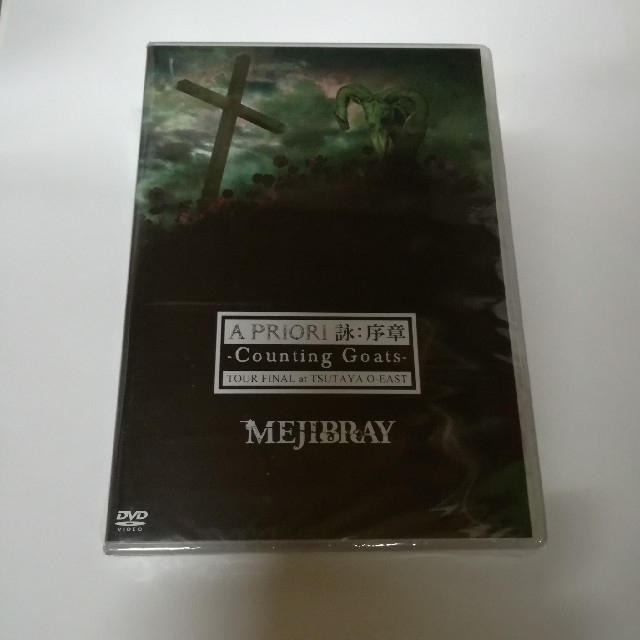 A PRIORI 詠:序章
-Counting Goats-
TOUR FINAL at TSUTAYA O-EAST
MEJIBRAY
DVD
VIDEO